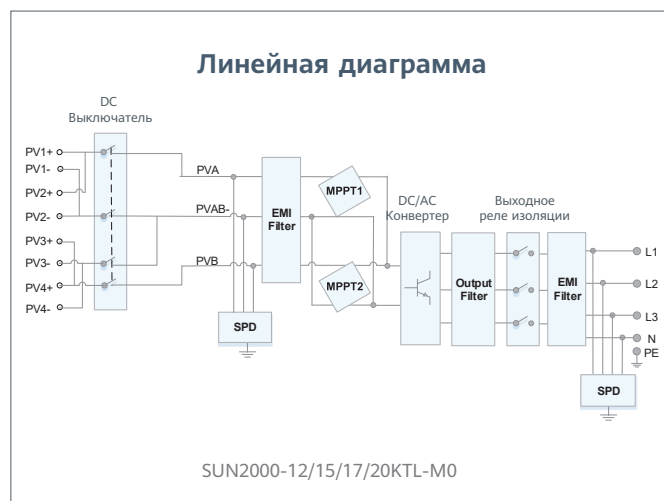 Линейная диаграмма
DC
Выключатель
PV1+
PV1-
PV2+
PV2-
PV3+
PV3-
PV4+
PV4-
PVA
PVAB-
PVB
EMI
Filter
SPD
MPPT1
MPPT2
DC/AC
Конвертер
Output
Filter
Выходное
реле изоляции
EMI
Filter
L1
L2
L3
N
PE
SPD
SUN2000-12/15/17/20KTL-M0